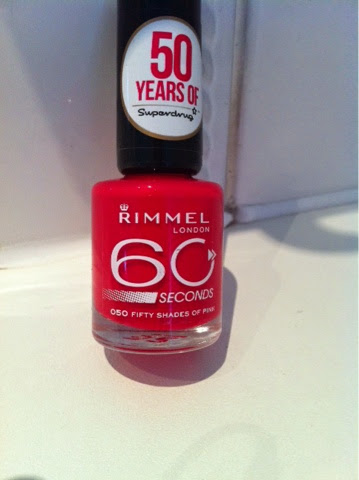 50
YEARS OF
Superdrug
RIMMEL
LONDON
60
SECONDS
050 FIFTY SHADES OF PINK